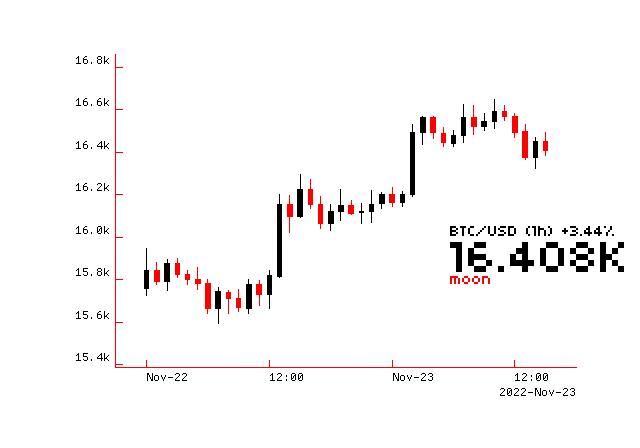 16.8k
16.6k
16.4k
16.2k
16.0k
15.8k
15.6k
15.4k
BTC/USD (1h) +3.44%
16.408K
moon
Nov-22 12:00 Nov-23 12:00
2022-Nov-23